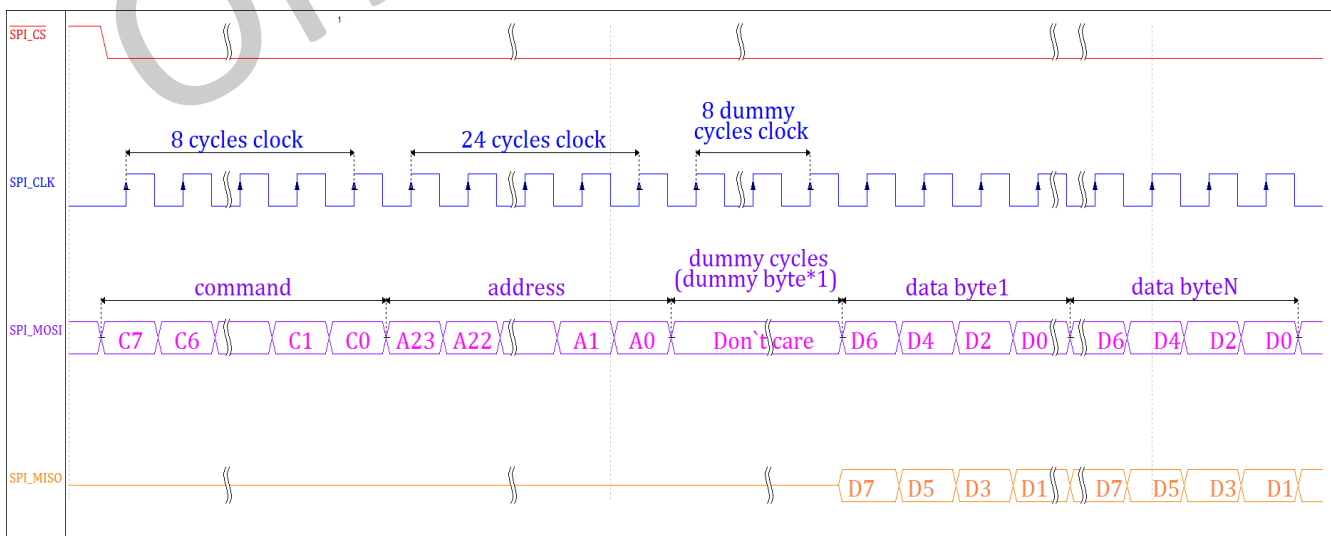 SPI_CS
1
8 dummy
cycles clock
8 cycles clock
24 cycles clock
SPI_CLK
dummy cycles
(dummy byte*1)
command
address
data byte1
data byteN
SPI_MOSI
C7 C6 C1 C0 A23 A22 A1 A0 Don`t care D6 D4 D2 D0 D6 D4 D2 D0
SPI_MISO
D7 D5 D3 D1 D7 D5 D3 D1